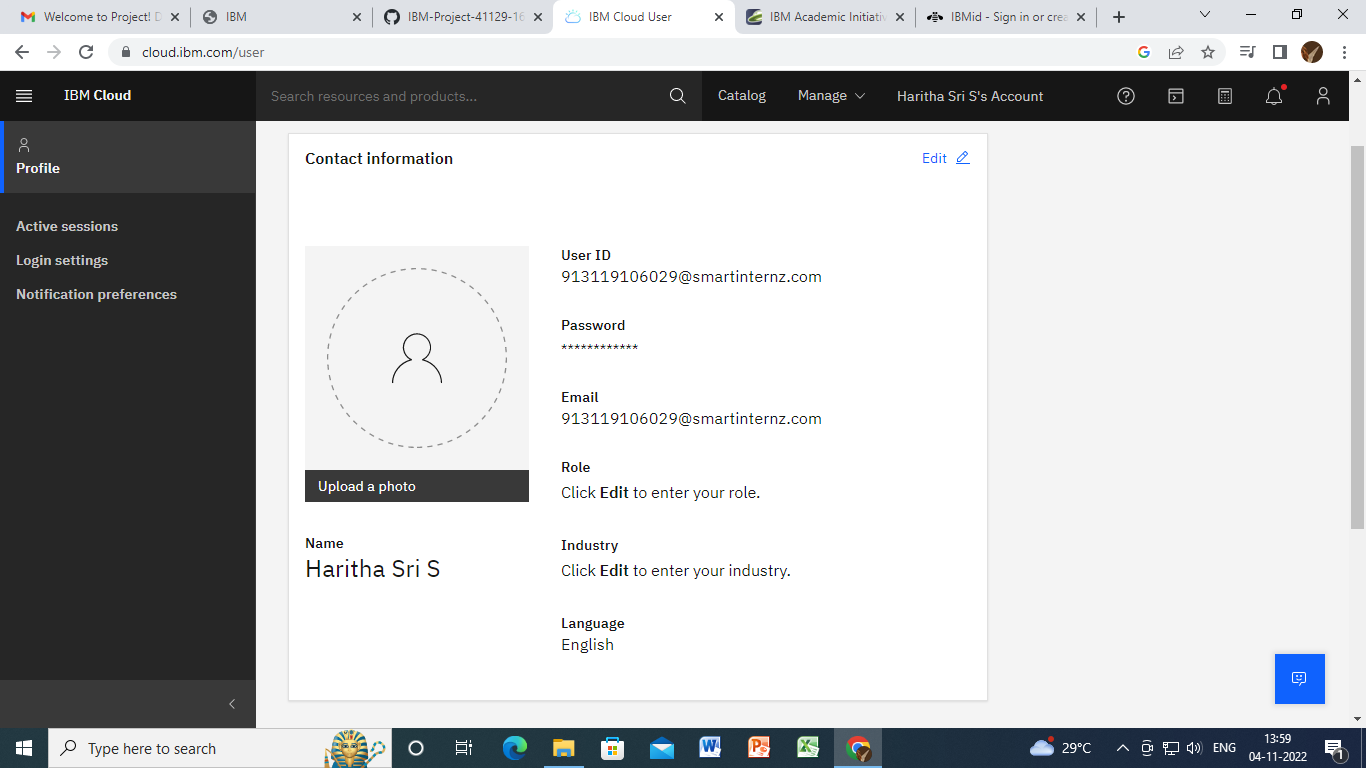 Welcome to Project! D
IBM
IBM-Project-41129-16
IBM Cloud User
IBM Academic Initiativ
IBMid - Sign in or crea
cloud.ibm.com/user
IBM Cloud
Search resources and products...
Catalog
Manage
Haritha Sri S's Account
Profile
Active sessions
Login settings
Notification preferences
Contact information
Edit
Upload a photo
Name
Haritha Sri S
User ID
913119106029@smartinternz.com
Password
************
Email
913119106029@smartinternz.com
Role
Click Edit to enter your role.
Industry
Click Edit to enter your industry.
Language
English
Type here to search
29°C
ENG
13:59
04-11-2022
1